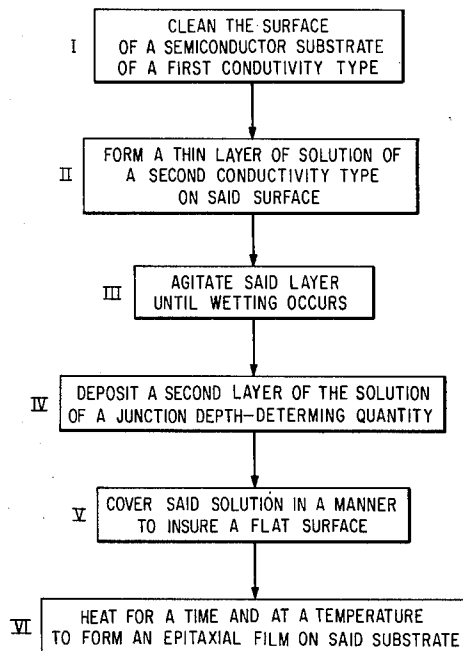 I
CLEAN THE SURFACE
OF A SEMICONDUCTOR SUBSTRATE
OF A FIRST CONDUTIVITY TYPE
II
FORM A THIN LAYER OF SOLUTION OF
A SECOND CONDUCTIVITY TYPE
ON SAID SURFACE
III
AGITATE SAID LAYER
UNTIL WETTING OCCURS
IV
DEPOSIT A SECOND LAYER OF THE SOLUTION
OF A JUNCTION DEPTH-DETERMING QUANTITY
V
COVER SAID SOLUTION IN A MANNER
TO INSURE A FLAT SURFACE
VI
HEAT FOR A TIME AND AT A TEMPERATURE
TO FORM AN EPITAXIAL FILM ON SAID SUBSTRATE